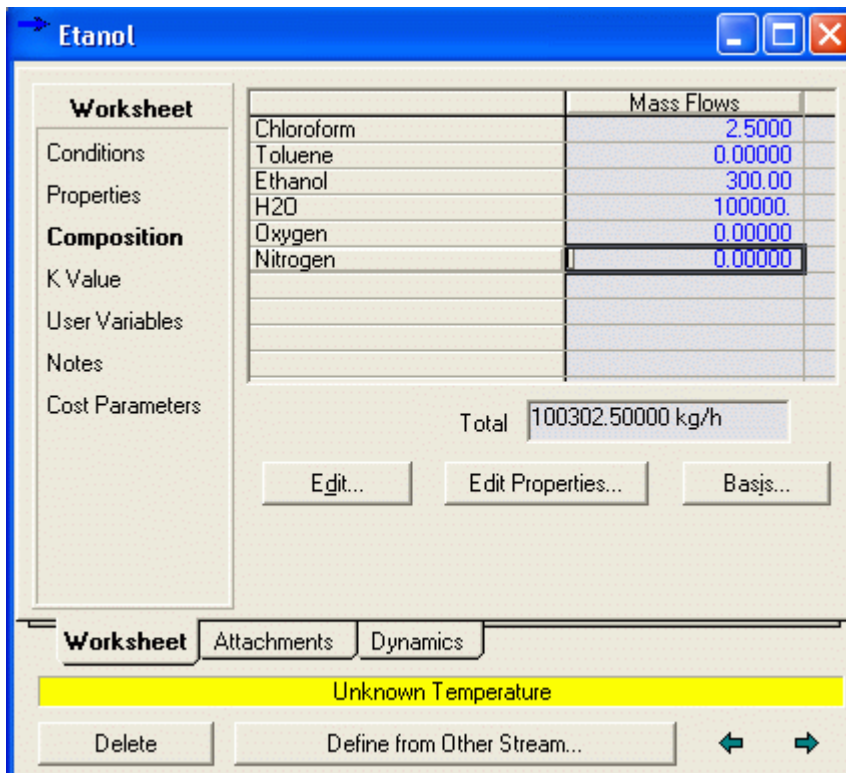 Etanol
Worksheet
Conditions
Properties
Composition
K Value
User Variables
Notes
Cost Parameters
Mass Flows
Chloroform 2.5000
Toluene 0.00000
Ethanol 300.00
H2O 100000.
Oxygen 0.00000
Nitrogen 0.00000
Total 100302.50000 kg/h
Edit... Edit Properties... Basis...
Worksheet Attachments Dynamics
Unknown Temperature
Delete Define from Other Stream...